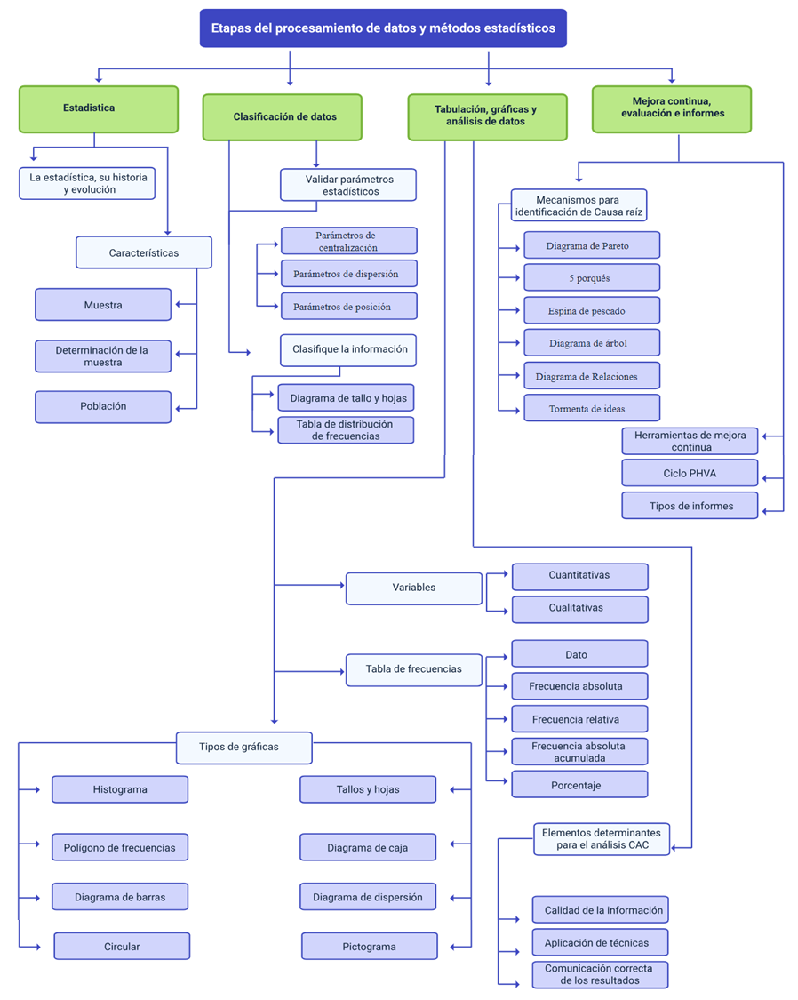 Etapas del procesamiento de datos y métodos estadísticos
Estadistica
La estadística, su historia
y evolución
Características
Muestra
Determinación de la
muestra
Población
Clasificación de datos
Validar parámetros
estadísticos
Parámetros de
centralización
Parámetros de dispersión
Parámetros de posición
Clasifique la información
Diagrama de tallo y hojas
Tabla de distribución
de frecuencias
Tabulación, gráficas y
análisis de datos
Mejora continua,
evaluación e informes
Mecanismos para
identificación de Causa raíz
Diagrama de Pareto
5 porqués
Espina de pescado
Diagrama de árbol
Diagrama de Relaciones
Tormenta de ideas
Herramientas de mejora
continua
Ciclo PHVA
Tipos de informes
Variables
Cuantitativas
Cualitativas
Tabla de frecuencias
Dato
Frecuencia absoluta
Frecuencia relativa
Frecuencia absoluta
acumulada
Porcentaje
Tipos de gráficas
Histograma
Polígono de frecuencias
Diagrama de barras
Circular
Tallos y hojas
Diagrama de caja
Diagrama de dispersión
Pictograma
Elementos determinantes
para el análisis CAC
Calidad de la información
Aplicación de técnicas
Comunicación correcta
de los resultados